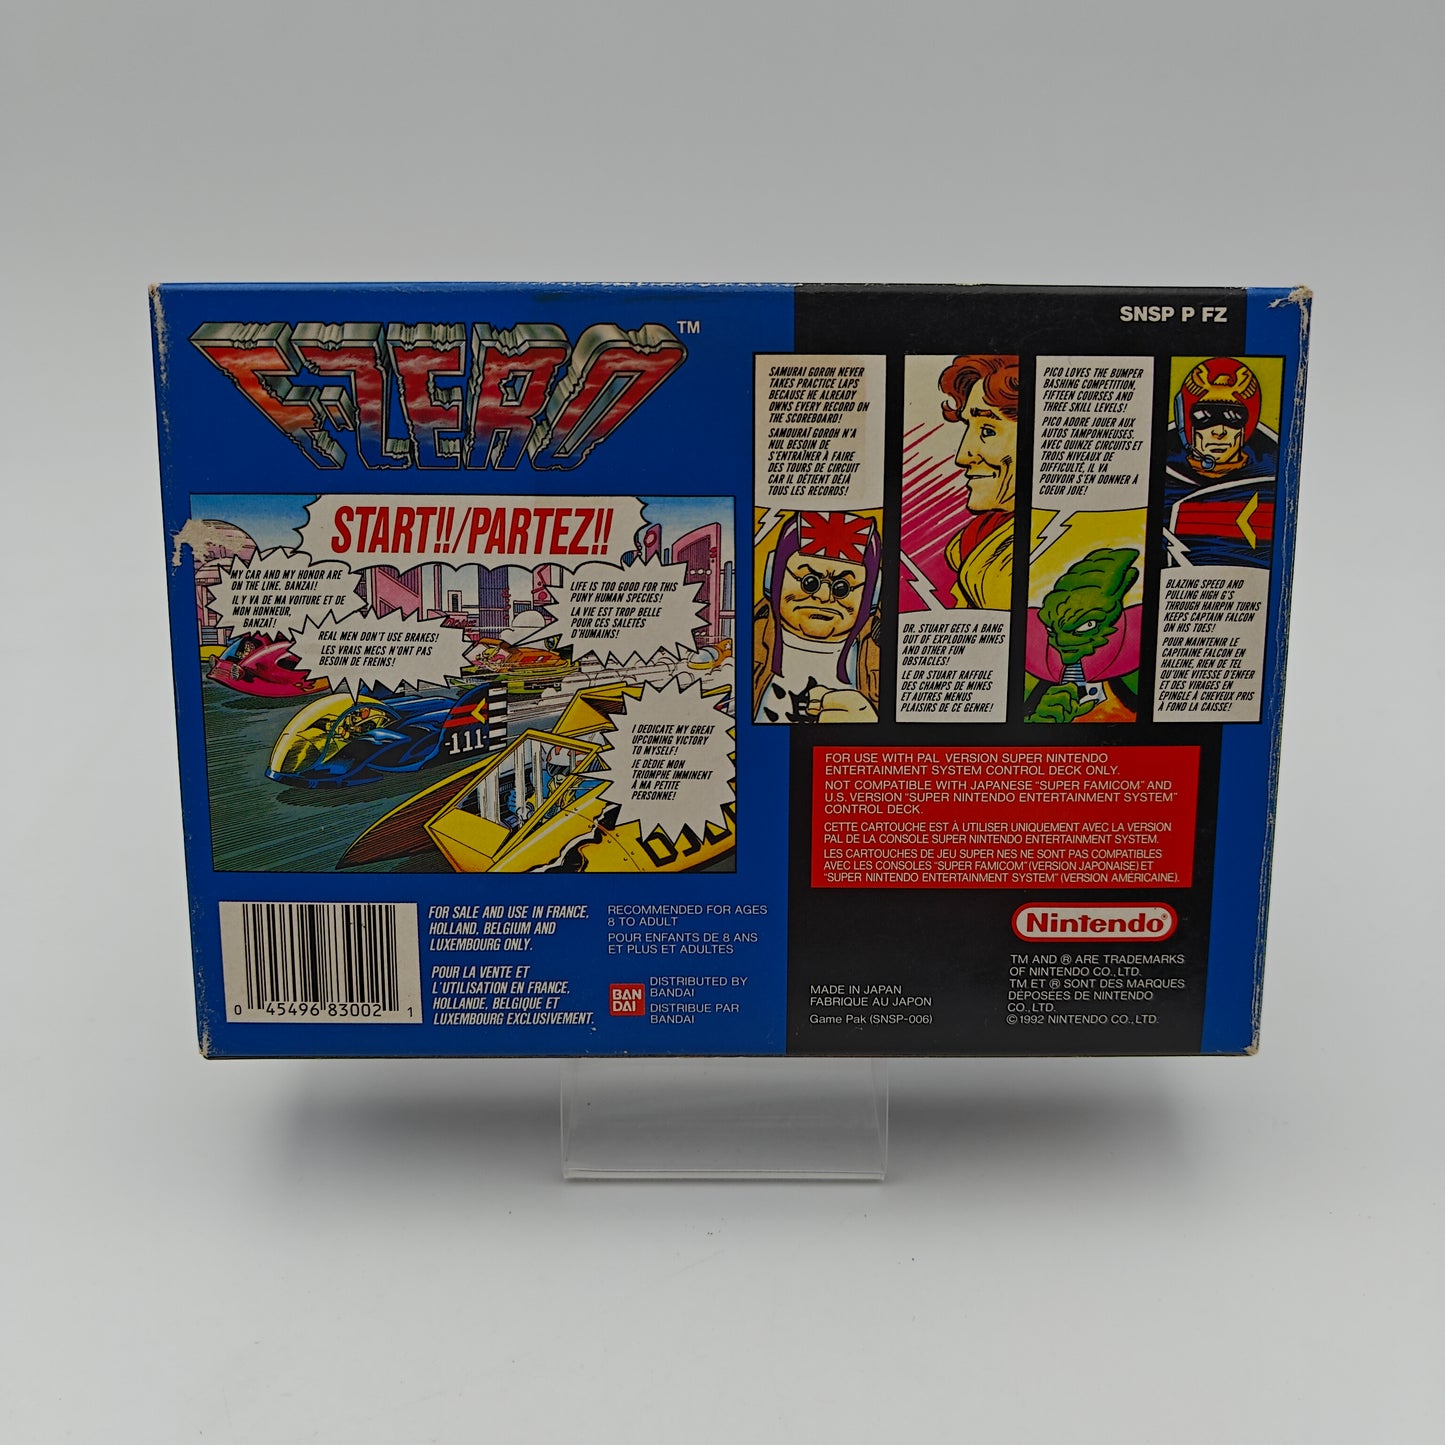 F-ZERO™
SNSP P FZ
START!!/PARTEZ!!
MY CAR AND MY HONOR ARE
ON THE LINE, BANZAI!
IL Y VA DE MA VOITURE ET DE
MON HONNEUR,
BANZAÏ!
REAL MEN DON'T USE BRAKES!
LES VRAIS MECS N'ONT PAS
BESOIN DE FREINS!
LIFE IS TOO GOOD FOR THIS
PUNY HUMAN SPECIES!
LA VIE EST TROP BELLE
POUR CES SALETÉS
D'HUMAINS!
-111-
I DEDICATE MY GREAT
UPCOMING VICTORY
TO MYSELF!
JE DÉDIE MON
TRIOMPHE IMMINENT
À MA PETITE
PERSONNE!
SAMURAI GOROH NEVER
TAKES PRACTICE LAPS
BECAUSE HE ALREADY
OWNS EVERY RECORD ON
THE SCOREBOARD!
SAMOURAÏ GOROH N'A
NUL BESOIN DE
S'ENTRAÎNER À FAIRE
DES TOURS DE CIRCUIT
CAR IL DÉTIENT DÉJÀ
TOUS LES RECORDS!
DR. STUART GETS A BANG
OUT OF EXPLODING MINES
AND OTHER FUN
OBSTACLES!
LE DR STUART RAFFOLE
DES CHAMPS DE MINES
ET AUTRES MENUS
PLAISIRS DE CE GENRE!
PICO LOVES THE BUMPER
BASHING COMPETITION,
FIFTEEN COURSES AND
THREE SKILL LEVELS!
PICO ADORE JOUER AUX
AUTOS TAMPONNEUSES.
AVEC QUINZE CIRCUITS ET
TROIS NIVEAUX DE
DIFFICULTÉ, IL VA
POUVOIR S'EN DONNER À
COEUR JOIE!
BLAZING SPEED AND
PULLING HIGH G'S
THROUGH HAIRPIN TURNS
KEEPS CAPTAIN FALCON
ON HIS TOES!
POUR MAINTENIR LE
CAPITAINE FALCON EN
HALEINE, RIEN DE TEL
QU'UNE VITESSE D'ENFER
ET DES VIRAGES EN
ÉPINGLE À CHEVEUX PRIS
À FOND LA CAISSE!
FOR USE WITH PAL VERSION SUPER NINTENDO
ENTERTAINMENT SYSTEM CONTROL DECK ONLY.
NOT COMPATIBLE WITH JAPANESE "SUPER FAMICOM" AND
U.S. VERSION "SUPER NINTENDO ENTERTAINMENT SYSTEM"
CONTROL DECK.
CETTE CARTOUCHE EST À UTILISER UNIQUEMENT AVEC LA VERSION
PAL DE LA CONSOLE SUPER NINTENDO ENTERTAINMENT SYSTEM.
LES CARTOUCHES DE JEU SUPER NES NE SONT PAS COMPATIBLES
AVEC LES CONSOLES "SUPER FAMICOM" (VERSION JAPONAISE) ET
"SUPER NINTENDO ENTERTAINMENT SYSTEM" (VERSION AMÉRICAINE).
0 45496 83002 1
FOR SALE AND USE IN FRANCE,
HOLLAND, BELGIUM AND
LUXEMBOURG ONLY.
POUR LA VENTE ET
L'UTILISATION EN FRANCE,
HOLLANDE, BELGIQUE ET
LUXEMBOURG EXCLUSIVEMENT.
RECOMMENDED FOR AGES
8 TO ADULT
POUR ENFANTS DE 8 ANS
ET PLUS ET ADULTES
BAN
DAI
DISTRIBUTED BY
BANDAI
DISTRIBUE PAR
BANDAI
MADE IN JAPAN
FABRIQUE AU JAPON
Game Pak (SNSP-006)
Nintendo®
TM AND ® ARE TRADEMARKS
OF NINTENDO CO., LTD.
TM ET ® SONT DES MARQUES
DÉPOSÉES DE NINTENDO
CO., LTD.
© 1992 NINTENDO CO., LTD.